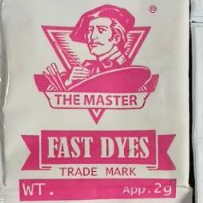 ®
THE MASTER
FAST DYES
TRADE MARK
WT. App.2g